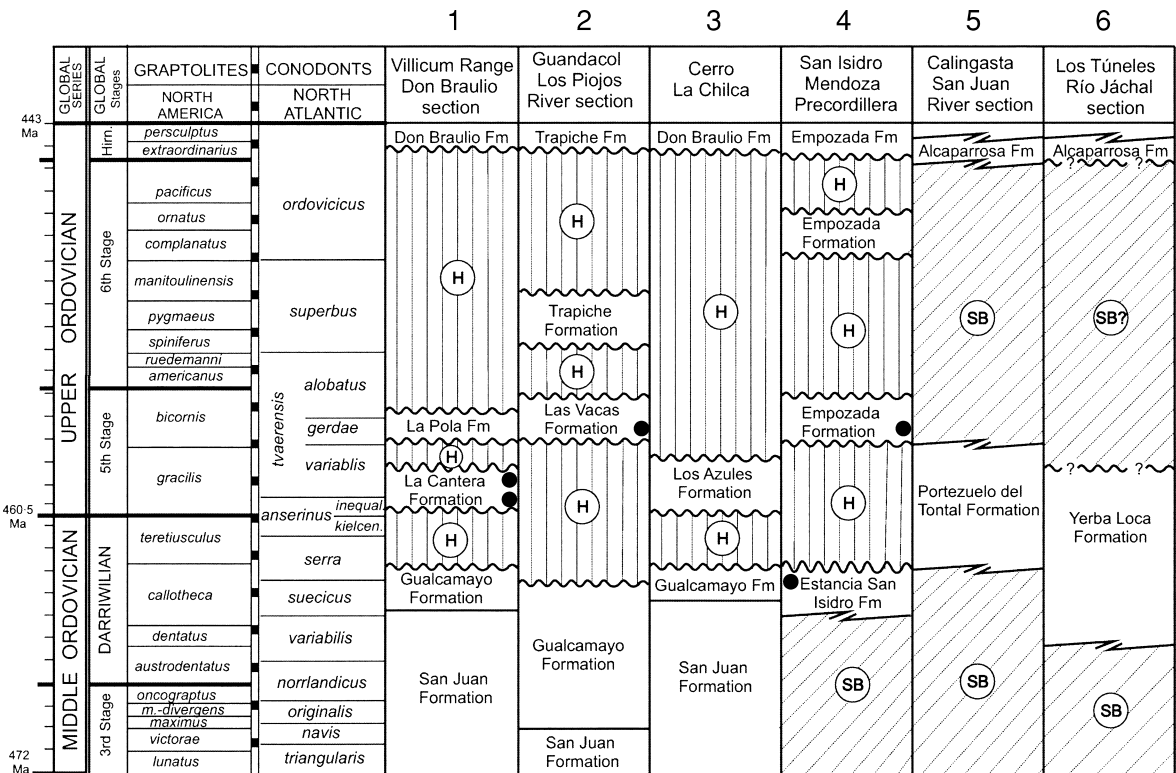 1 2 3 4 5 6
GLOBAL SERIES
GLOBAL Stages
GRAPTOLITES
NORTH AMERICA
CONODONTS
NORTH ATLANTIC
Villicum Range
Don Braulio
section
Guandacol
Los Piojos
River section
Cerro
La Chilca
San Isidro
Mendoza
Precordillera
Calingasta
San Juan
River section
Los Túneles
Río Jáchal
section
443
Ma
460·5
Ma
472
Ma
UPPER ORDOVICIAN
MIDDLE ORDOVICIAN
Hirn.
6th Stage
5th Stage
DARRIWILIAN
3rd Stage
persculptus
extraordinarius
pacificus
ornatus
complanatus
manitoulinensis
pygmaeus
spiniferus
ruedemanni
americanus
bicornis
gracilis
teretiusculus
callotheca
dentatus
austrodentatus
oncograptus
m.-divergens
maximus
victorae
lunatus
ordovicicus
superbus
tvaerensis
alobatus
gerdae
variablis
anserinus
inequal.
kielcen.
serra
suecicus
variabilis
norrlandicus
originalis
navis
triangularis
Don Braulio Fm
H
La Pola Fm
H
La Cantera
Formation
H
Gualcamayo
Formation
San Juan
Formation
Trapiche Fm
H
Trapiche
Formation
H
Las Vacas
Formation
H
Gualcamayo
Formation
San Juan
Formation
Don Braulio Fm
H
Los Azules
Formation
H
Gualcamayo Fm
San Juan
Formation
Empozada Fm
H
Empozada
Formation
H
Empozada
Formation
H
Estancia San
Isidro Fm
SB
Alcaparrosa Fm
SB
Portezuelo del
Tontal Formation
SB
Alcaparrosa Fm
? ?
SB?
? ?
Yerba Loca
Formation
SB